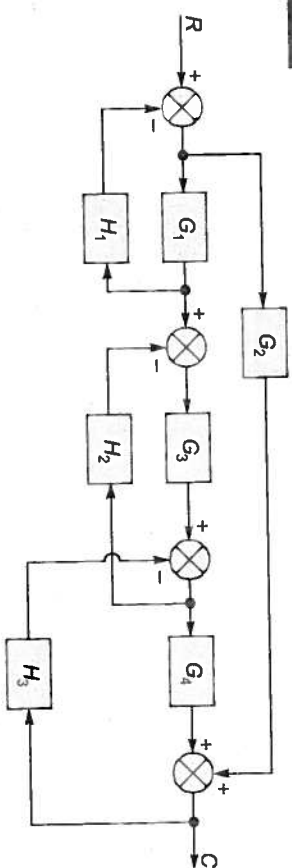 R
+
−
G₁
H₁
G₂
+
−
G₃
H₂
+
−
G₄
H₃
+
+
C